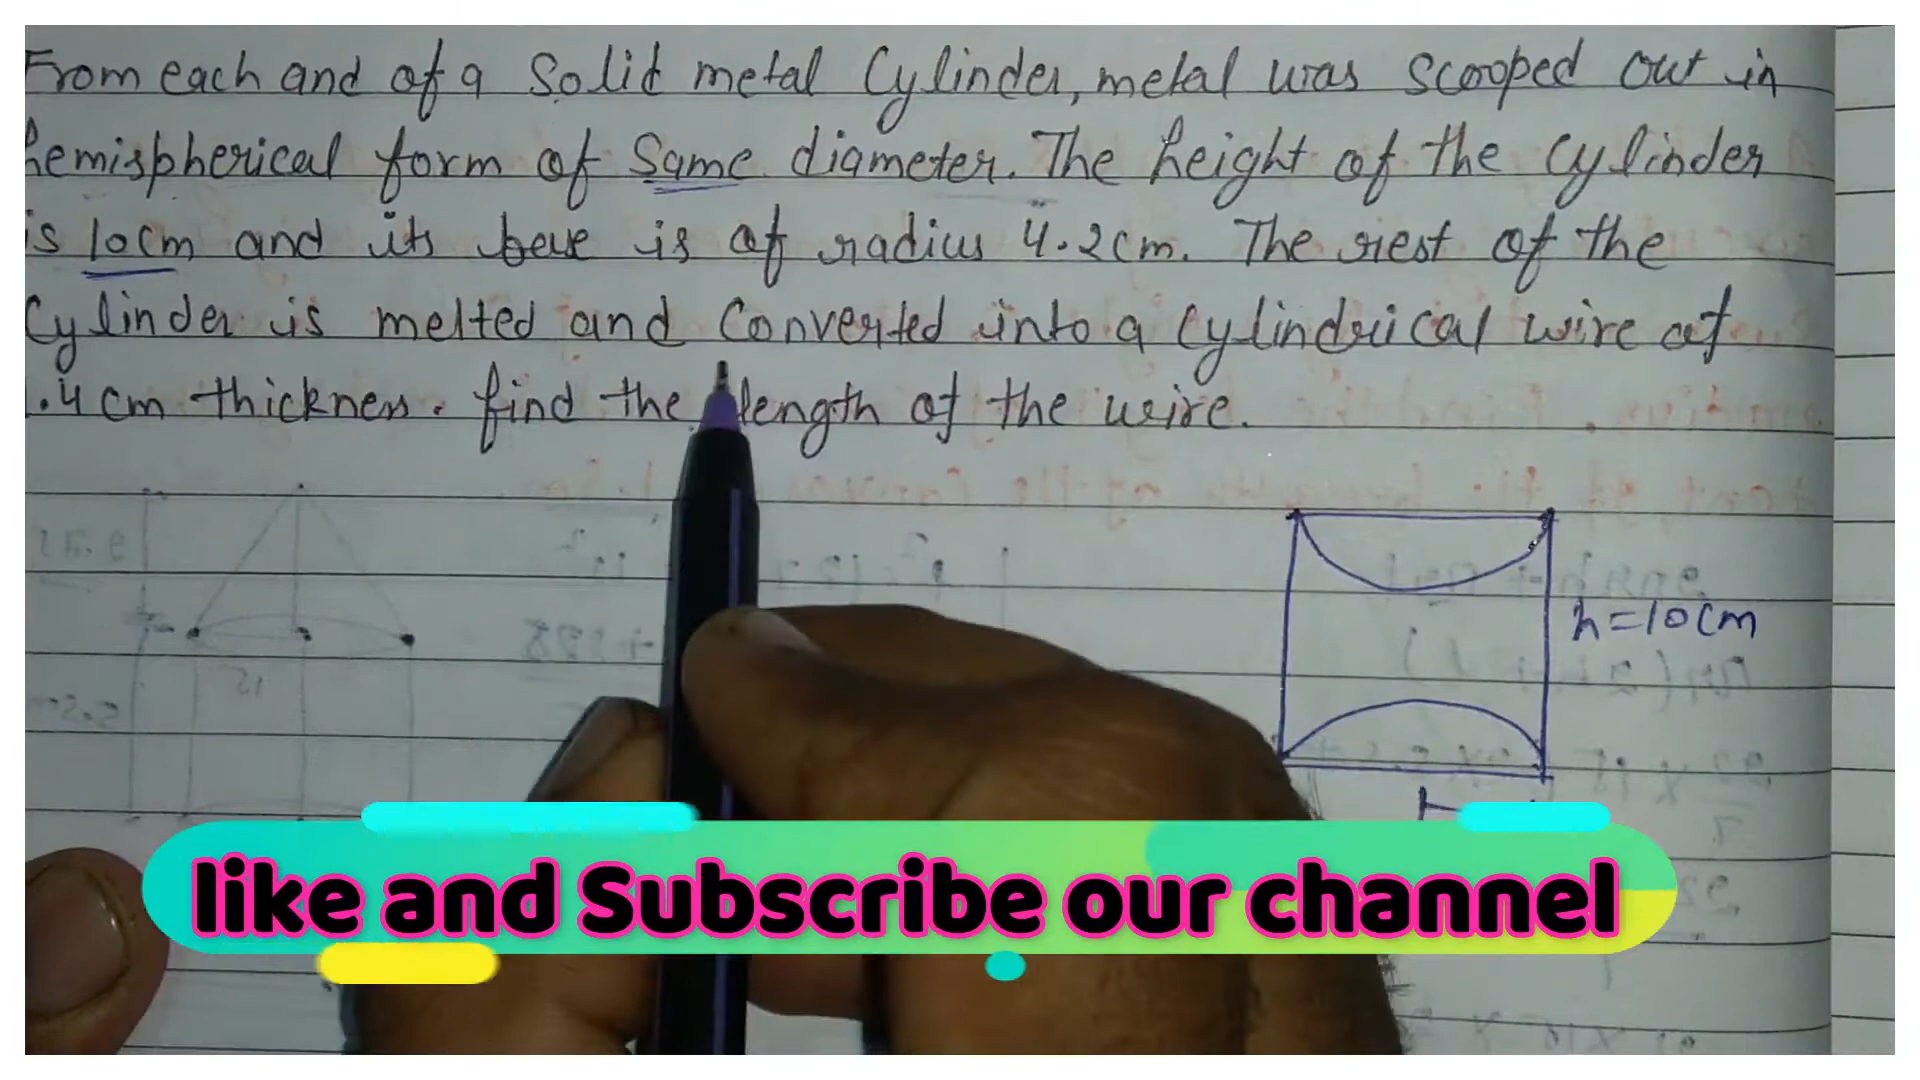 From each and of a Solid metal Cylinder, metal was scooped out in
hemispherical form of Same diameter. The height of the Cylinder
is 10cm and its base is of radius 4.2cm. The rest of the
Cylinder is melted and Converted into a Cylindrical wire of
.4cm thickness. find the length of the wire.
h=10cm
like and Subscribe our channel